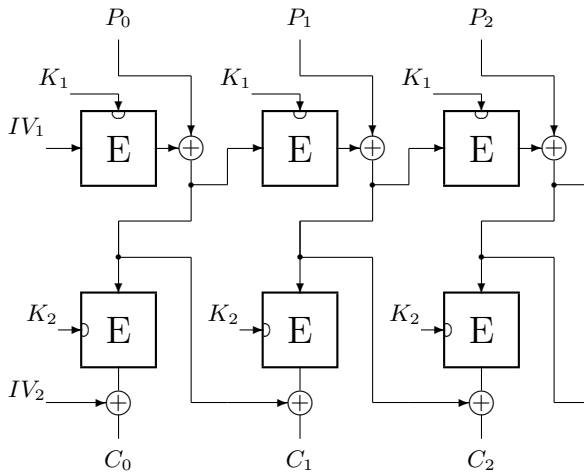 P₀ P₁ P₂
K₁ K₁ K₁
IV₁ E E E
K₂ E K₂ E K₂ E
IV₂
C₀ C₁ C₂